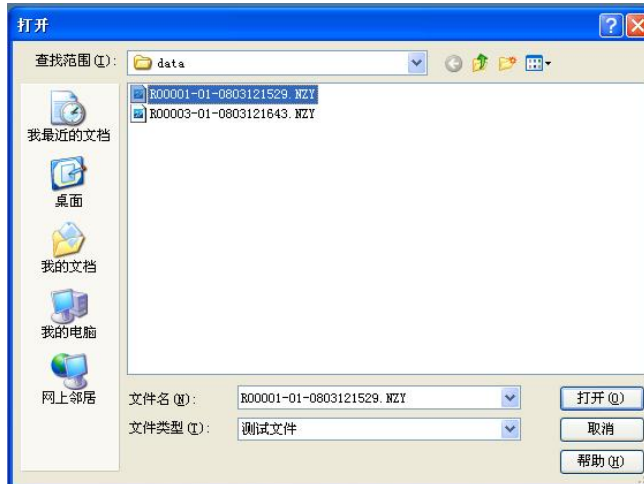 打开
查找范围(I):
data
R00001-01-0803121529.NZY
R00003-01-0803121643.NZY
我最近的文档
桌面
我的文档
我的电脑
网上邻居
文件名(N):
R00001-01-0803121529.NZY
打开(O)
文件类型(T):
测试文件
取消
帮助(H)